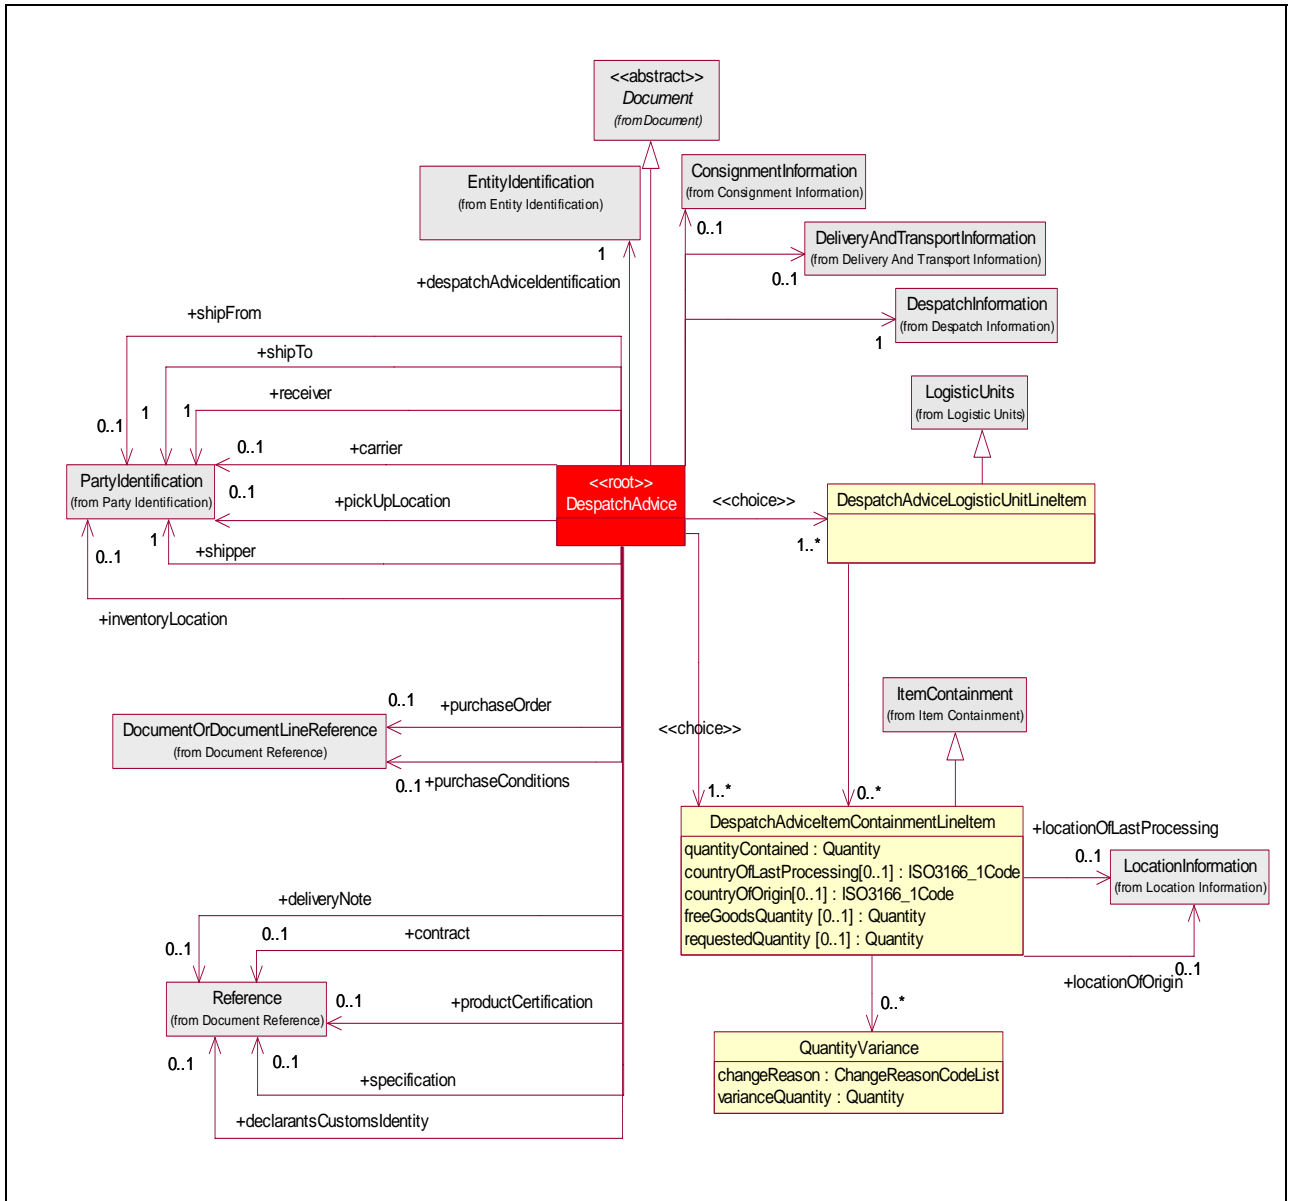 <<abstract>>
Document
(from Document)
EntityIdentification
(from Entity Identification)
1
+despatchAdviceIdentification
ConsignmentInformation
(from Consignment Information)
0..1
DeliveryAndTransportInformation
(from Delivery And Transport Information)
0..1
DespatchInformation
(from Despatch Information)
1
+shipFrom
+shipTo
+receiver
0..1
1
1
0..1
+carrier
PartyIdentification
(from Party Identification)
0..1
+pickUpLocation
1
+shipper
0..1
+inventoryLocation
<<root>>
DespatchAdvice
LogisticUnits
(from Logistic Units)
<<choice>>
1..*
DespatchAdviceLogisticUnitLineItem
0..1
+purchaseOrder
DocumentOrDocumentLineReference
(from Document Reference)
0..1
+purchaseConditions
<<choice>>
1..*
0..*
ItemContainment
(from Item Containment)
DespatchAdviceItemContainmentLineItem
quantityContained : Quantity
countryOfLastProcessing[0..1] : ISO3166_1Code
countryOfOrigin[0..1] : ISO3166_1Code
freeGoodsQuantity [0..1] : Quantity
requestedQuantity [0..1] : Quantity
+locationOfLastProcessing
0..1
LocationInformation
(from Location Information)
0..1
+locationOfOrigin
+deliveryNote
0..1
0..1
+contract
Reference
(from Document Reference)
0..1
+productCertification
0..1
0..1
+specification
+declarantsCustomsIdentity
0..*
QuantityVariance
changeReason : ChangeReasonCodeList
varianceQuantity : Quantity